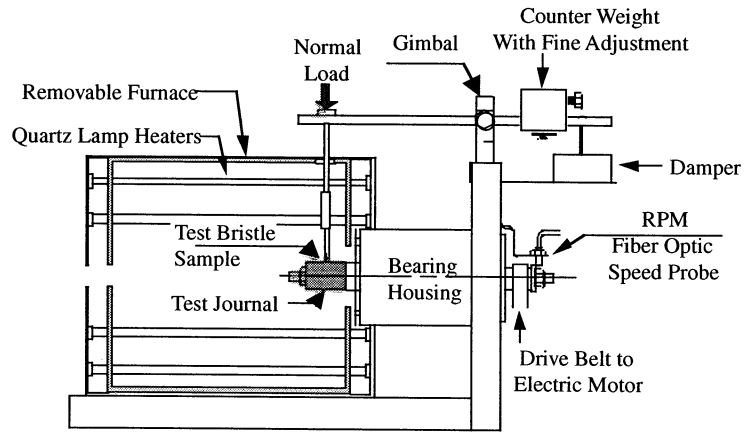 Counter Weight
With Fine Adjustment
Normal
Load
Gimbal
Removable Furnace
Quartz Lamp Heaters
Damper
RPM
Fiber Optic
Speed Probe
Test Bristle
Sample
Bearing
Housing
Test Journal
Drive Belt to
Electric Motor